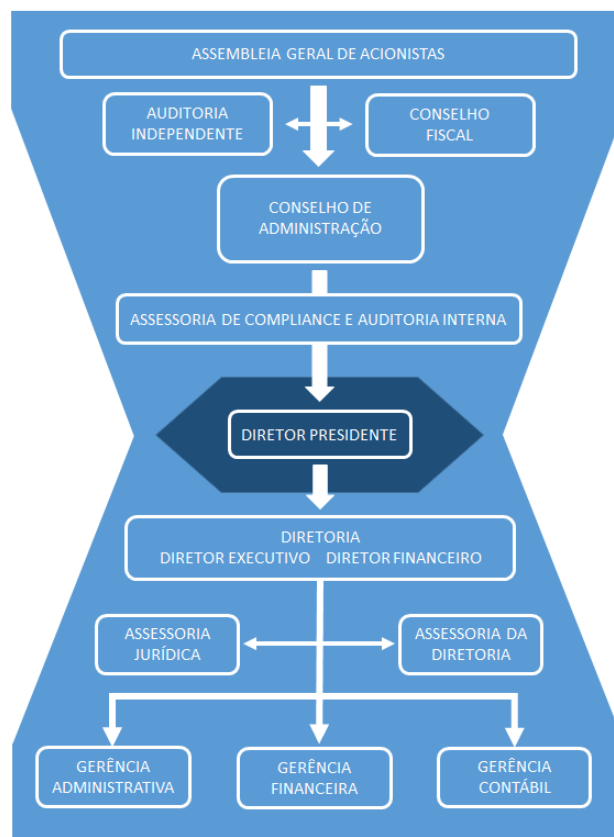 ASSEMBLEIA GERAL DE ACIONISTAS
AUDITORIA
INDEPENDENTE
CONSELHO
FISCAL
CONSELHO DE
ADMINISTRAÇÃO
ASSESSORIA DE COMPLIANCE E AUDITORIA INTERNA
DIRETOR PRESIDENTE
DIRETORIA
DIRETOR EXECUTIVO DIRETOR FINANCEIRO
ASSESSORIA
JURÍDICA
ASSESSORIA DA
DIRETORIA
GERÊNCIA
ADMINISTRATIVA
GERÊNCIA
FINANCEIRA
GERÊNCIA
CONTÁBIL